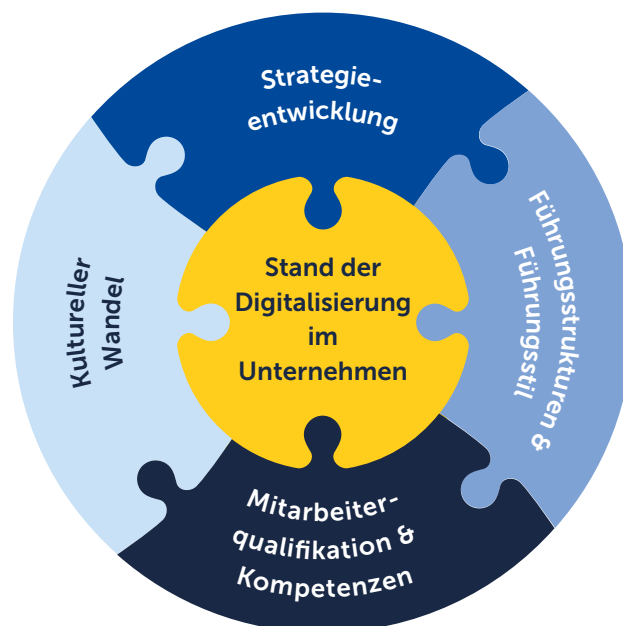 Strategie-
entwicklung
Führungsstrukturen &
Führungsstil
Stand der
Digitalisierung
im
Unternehmen
Kultureller
Wandel
Mitarbeiter-
qualifikation &
Kompetenzen